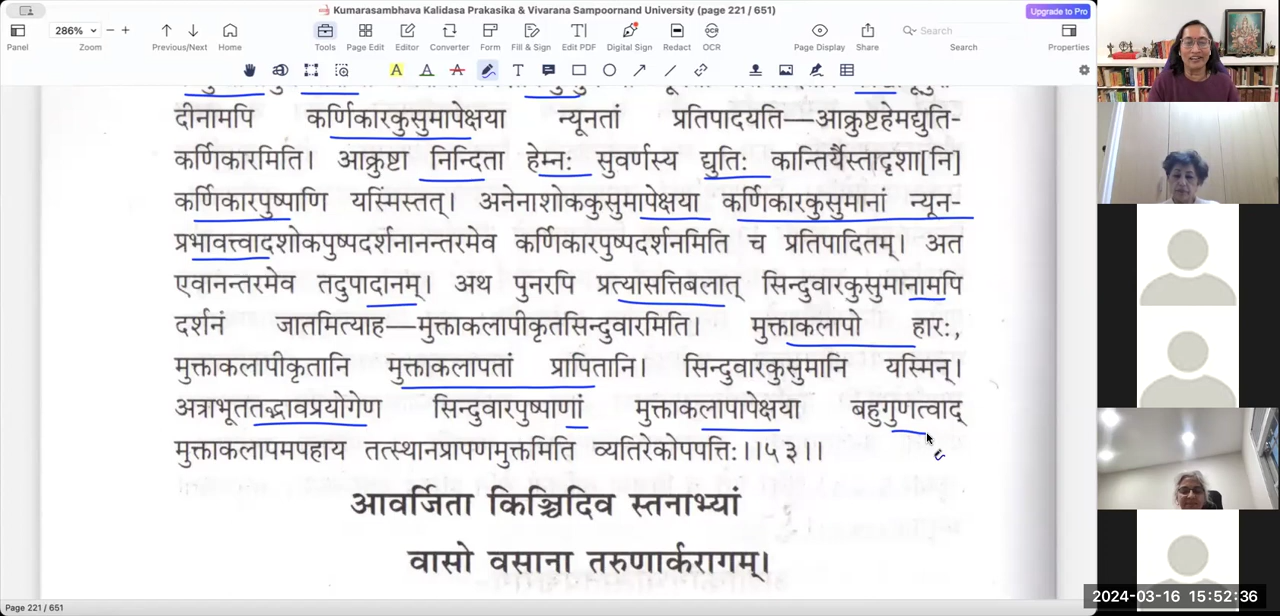 Kumarasambhava Kalidasa Prakasika & Vivarana Sampoornand University (page 221 / 651)
Upgrade to Pro
286%
Panel Zoom Previous/Next Home Tools Page Edit Editor Converter Form Fill & Sign Edit PDF Digital Sign Redact OCR Page Display Share Search Properties
Search
दीनामपि कर्णिकारकुसुमापेक्षया न्यूनतां प्रतिपादयति—आक्रुष्टहेमद्युति-
कर्णिकारमिति। आक्रुष्टा निन्दिता हेम्नः सुवर्णस्य द्युतिः कान्तिर्यैस्तादृशा[नि]
कर्णिकारपुष्पाणि यस्मिंस्तत्। अनेनाशोककुसुमापेक्षया कर्णिकारकुसुमानां न्यून-
प्रभावत्त्वादशोकपुष्पदर्शनानन्तरमेव कर्णिकारपुष्पदर्शनमिति च प्रतिपादितम्। अत
एवानन्तरमेव तदुपादानम्। अथ पुनरपि प्रत्यासत्तिबलात् सिन्दुवारकुसुमानामपि
दर्शनं जातमित्याह—मुक्ताकलापीकृतसिन्दुवारमिति। मुक्ताकलापो हारः,
मुक्ताकलापीकृतानि मुक्ताकलापतां प्रापितानि। सिन्दुवारकुसुमानि यस्मिन्।
अत्राभूततद्भावप्रयोगेण सिन्दुवारपुष्पाणां मुक्ताकलापापेक्षया बहुगुणत्वाद्
मुक्ताकलापमपहाय तत्स्थानप्रापणमुक्तमिति व्यतिरेकोपपत्तिः।।५३।।
आवर्जिता किञ्चिदिव स्तनाभ्यां
वासो वसाना तरुणार्करागम्।
Page 221 / 651
2024-03-16 15:52:36